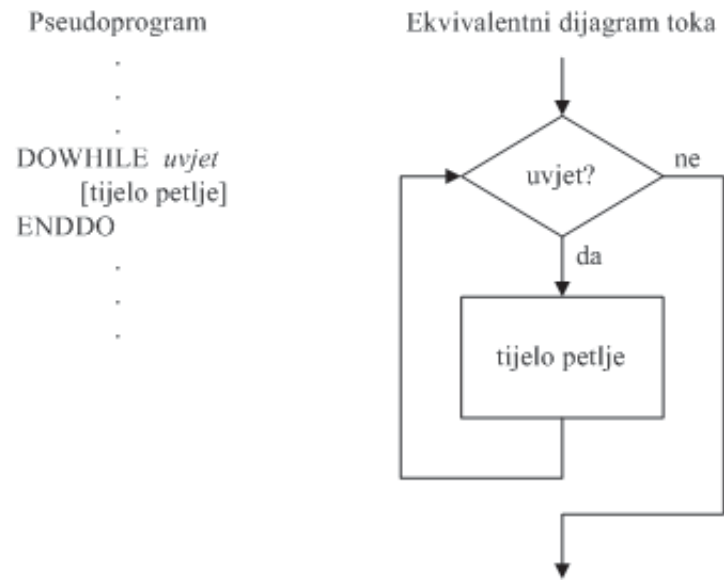 Pseudoprogram
.
.
.
DOWHILE uvjet
[tijelo petlje]
ENDDO
.
.
.
Ekvivalentni dijagram toka
uvjet?
ne
da
tijelo petlje